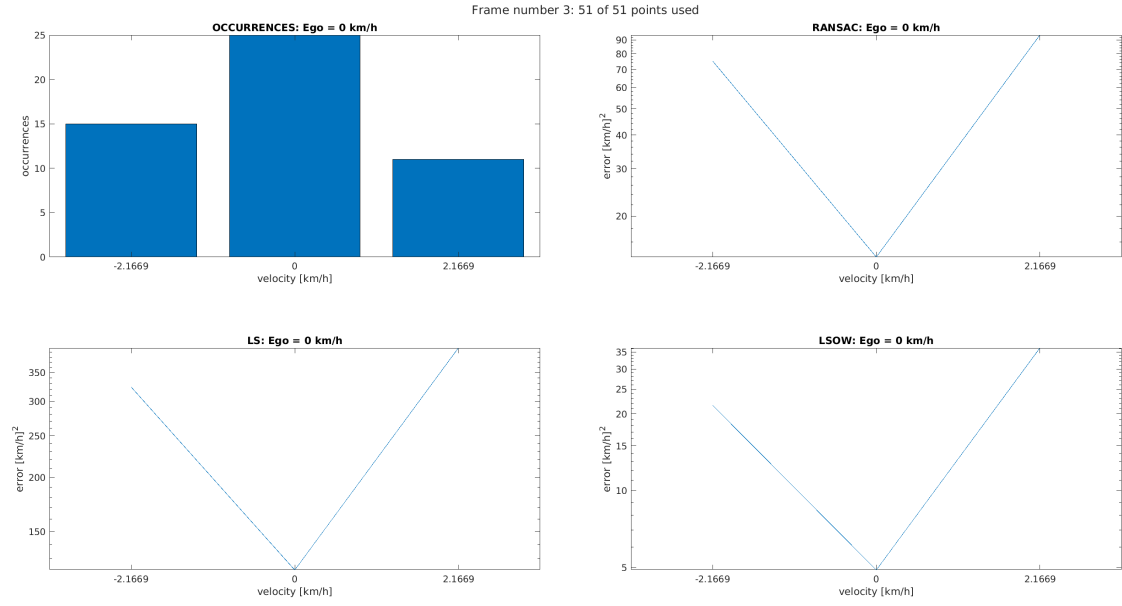 Frame number 3: 51 of 51 points used
OCCURRENCES: Ego = 0 km/h
25
20
15
10
5
0
occurrences
-2.1669 0 2.1669
velocity [km/h]
RANSAC: Ego = 0 km/h
90
80
70
60
50
40
30
20
error [km/h]²
-2.1669 0 2.1669
velocity [km/h]
LS: Ego = 0 km/h
350
300
250
200
150
error [km/h]²
-2.1669 0 2.1669
velocity [km/h]
LSOW: Ego = 0 km/h
35
30
25
20
15
10
5
error [km/h]²
-2.1669 0 2.1669
velocity [km/h]